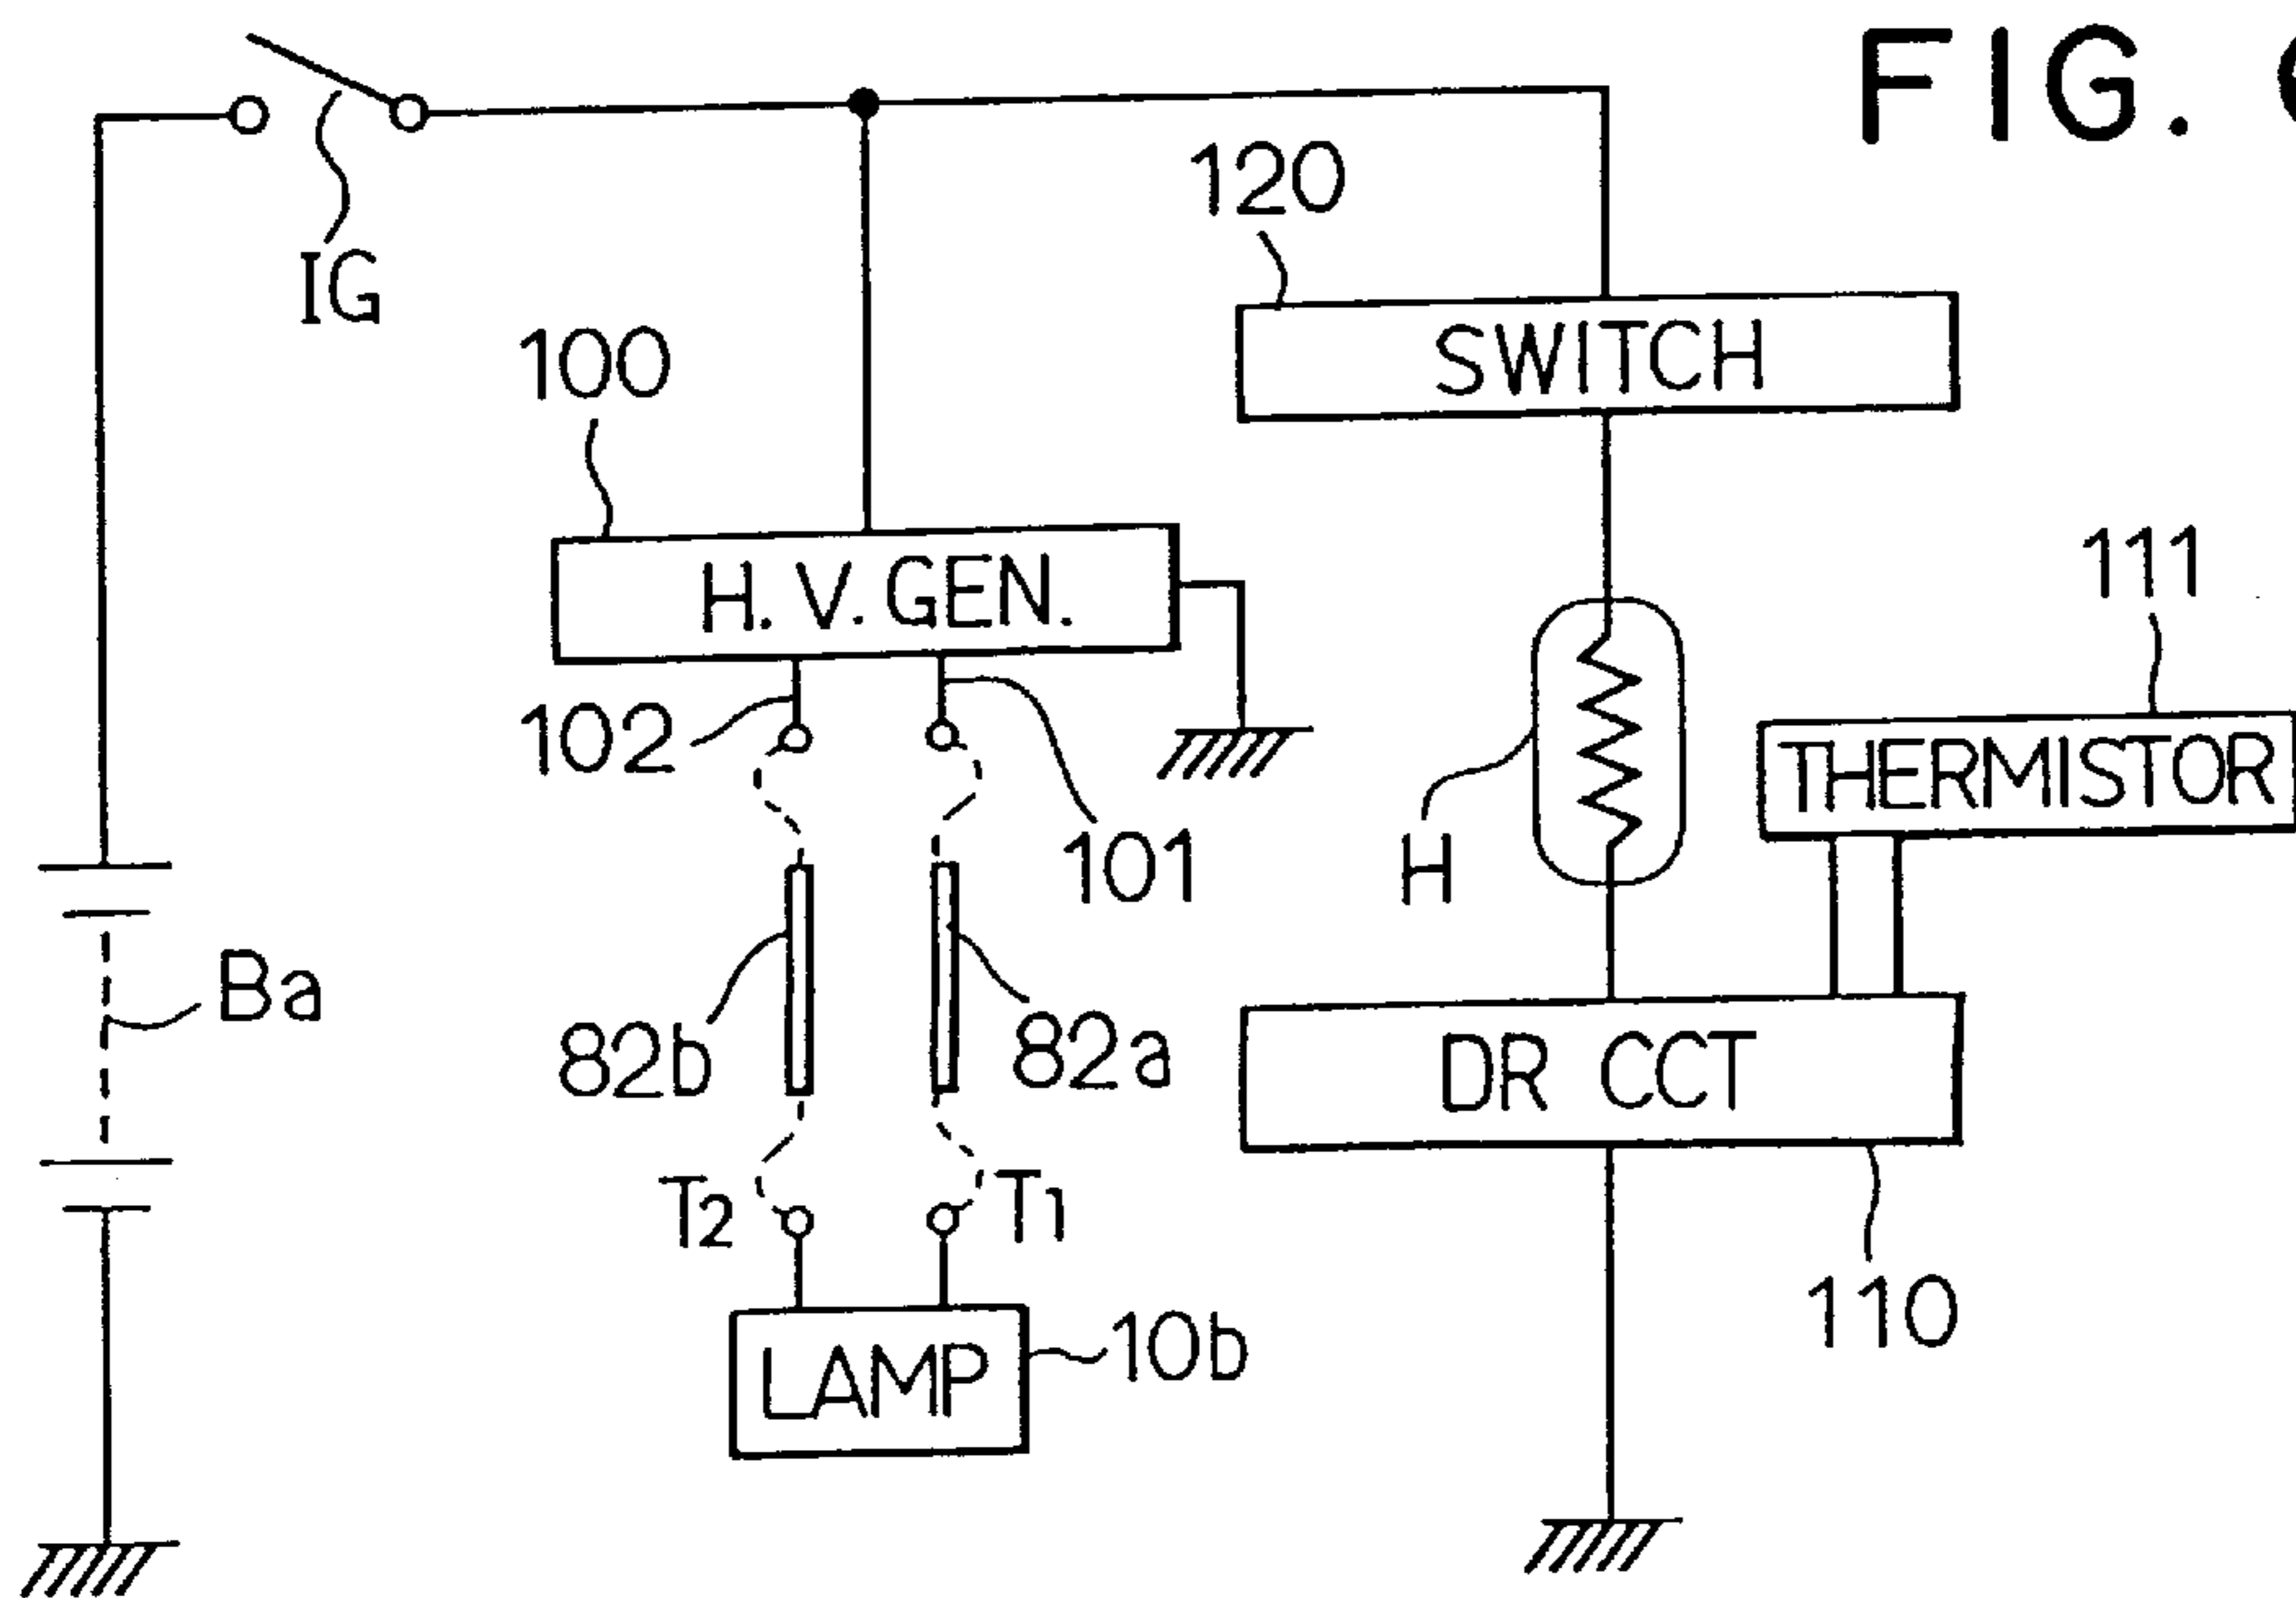 FIG.
120
IG
SWITCH
100
111
H. V. GEN.
102
THERMISTOR
101
H
Ba
82b
82a
DR CCT
T2
T1
110
10b
LAMP